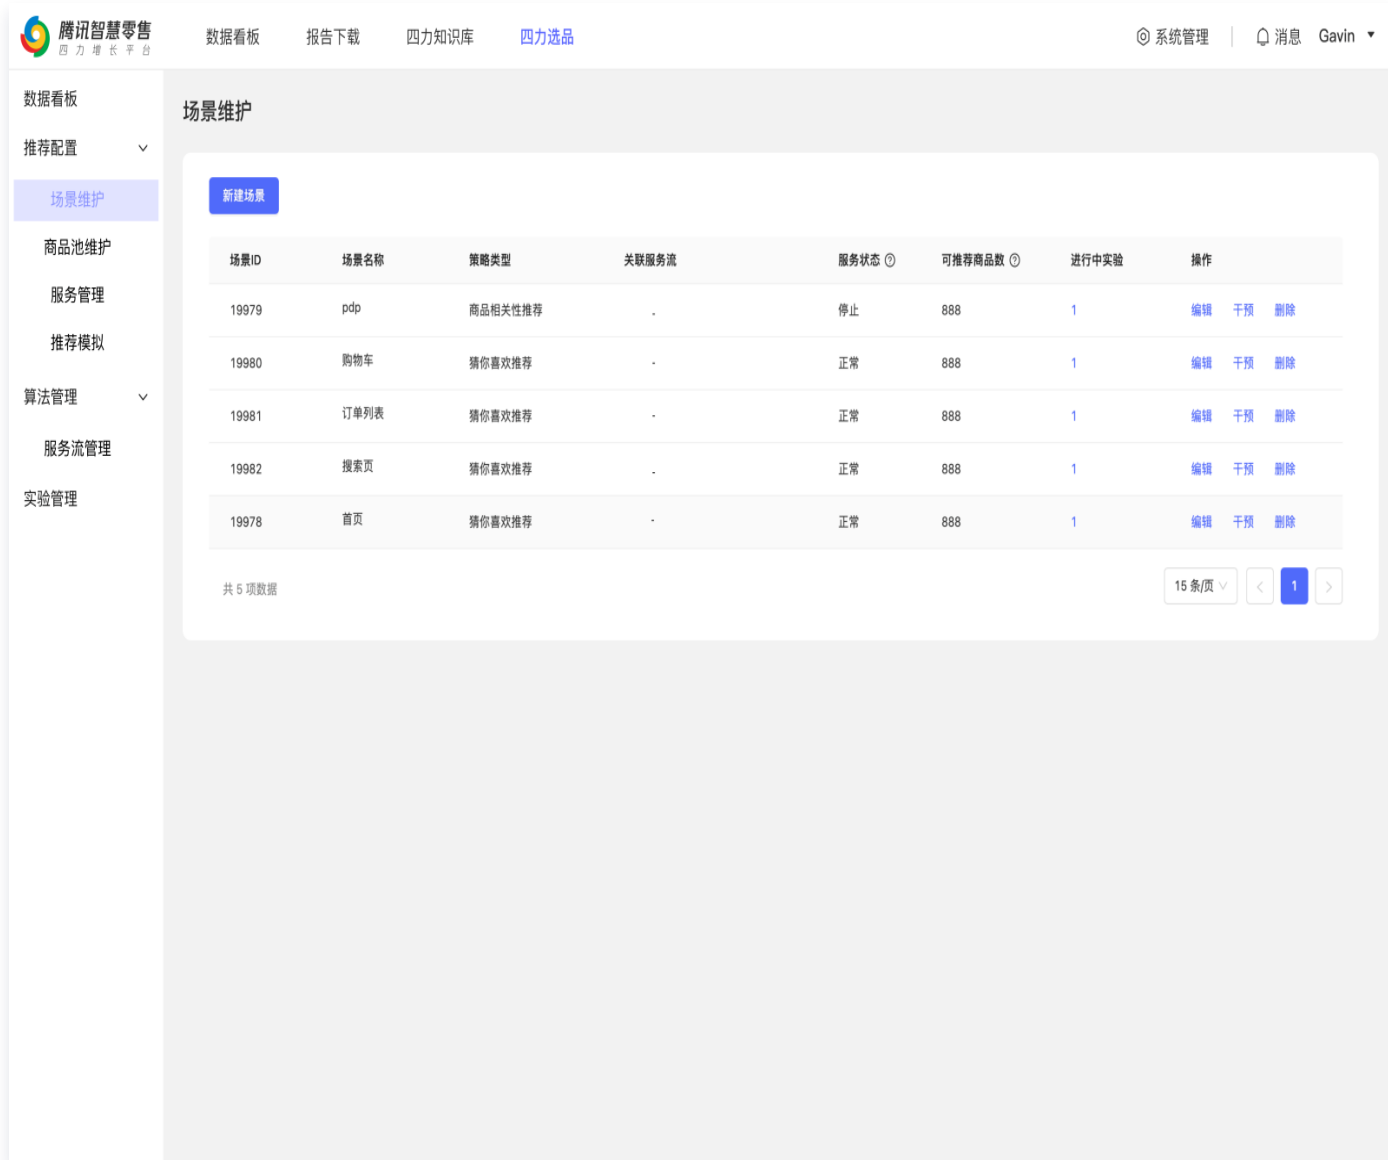 腾讯智慧零售 数据看板 报告下载 四力知识库 四力选品 系统管理 消息 Gavin
四力增长平台
数据看板
推荐配置
场景维护
商品池维护
服务管理
推荐模拟
算法管理
服务流管理
实验管理
场景维护
新建场景
场景ID 场景名称 策略类型 关联服务流 服务状态 可推荐商品数 进行中实验 操作
19979 pdp 商品相关性推荐 - 停止 888 1 编辑 干预 删除
19980 购物车 猜你喜欢推荐 - 正常 888 1 编辑 干预 删除
19981 订单列表 猜你喜欢推荐 - 正常 888 1 编辑 干预 删除
19982 搜索页 猜你喜欢推荐 - 正常 888 1 编辑 干预 删除
19978 首页 猜你喜欢推荐 - 正常 888 1 编辑 干预 删除
共 5 项数据 15 条/页 < 1 >